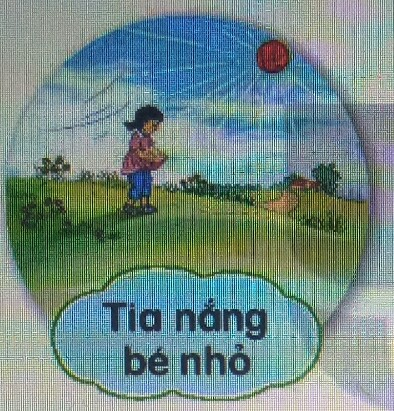 Tia nắng
bé nhỏ